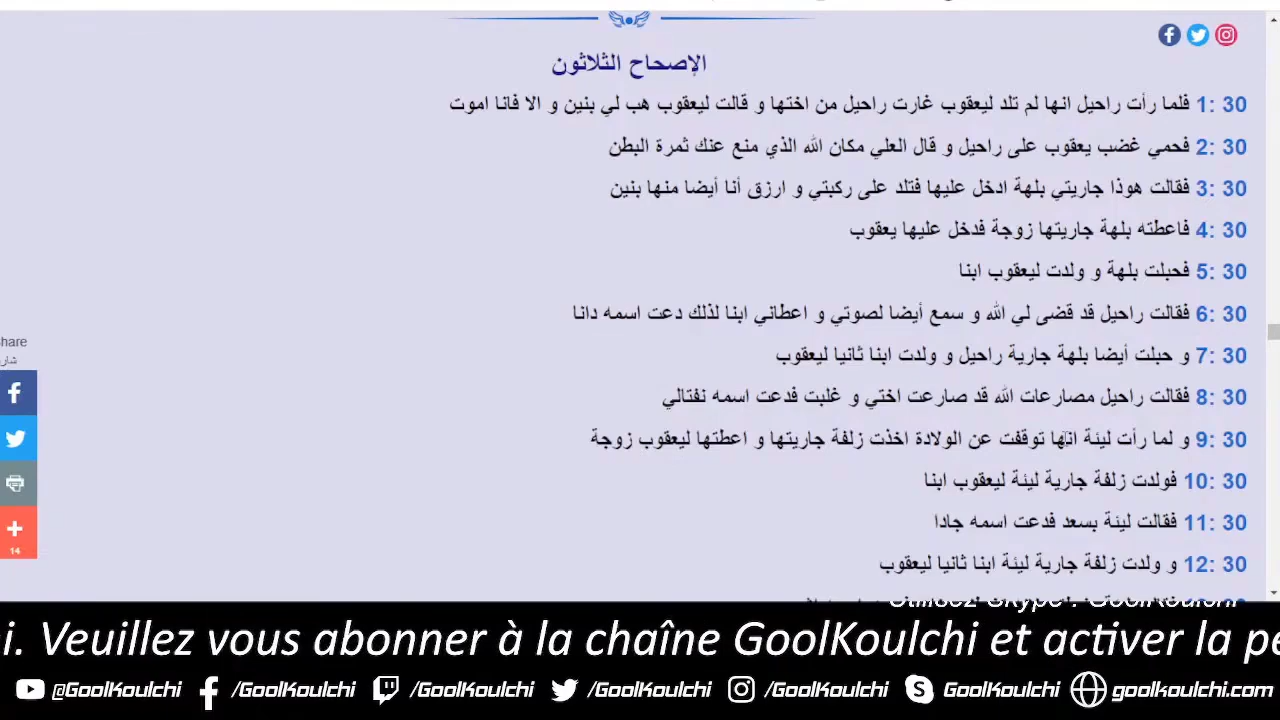 الإصحاح الثلاثون
30 :1 فلما رأت راحيل انها لم تلد ليعقوب غارت راحيل من اختها و قالت ليعقوب هب لي بنين و الا فانا اموت
30 :2 فحمي غضب يعقوب على راحيل و قال العلي مكان الله الذي منع عنك ثمرة البطن
30 :3 فقالت هوذا جاريتي بلهة ادخل عليها فتلد على ركبتي و ارزق أنا أيضا منها بنين
30 :4 فاعطته بلهة جاريتها زوجة فدخل عليها يعقوب
30 :5 فحبلت بلهة و ولدت ليعقوب ابنا
30 :6 فقالت راحيل قد قضى لي الله و سمع أيضا لصوتي و اعطاني ابنا لذلك دعت اسمه دانا
30 :7 و حبلت أيضا بلهة جارية راحيل و ولدت ابنا ثانيا ليعقوب
30 :8 فقالت راحيل مصارعات الله قد صارعت اختي و غلبت فدعت اسمه نفتالي
30 :9 و لما رأت ليئة انها توقفت عن الولادة اخذت زلفة جاريتها و اعطتها ليعقوب زوجة
30 :10 فولدت زلفة جارية ليئة ليعقوب ابنا
30 :11 فقالت ليئة بسعد فدعت اسمه جادا
30 :12 و ولدت زلفة جارية ليئة ابنا ثانيا ليعقوب
hare
شار
14
Utilisez Skype : GoolKoulchi
i. Veuillez vous abonner à la chaîne GoolKoulchi et activer la pe
@GoolKoulchi /GoolKoulchi /GoolKoulchi /GoolKoulchi /GoolKoulchi GoolKoulchi goolkoulchi.com